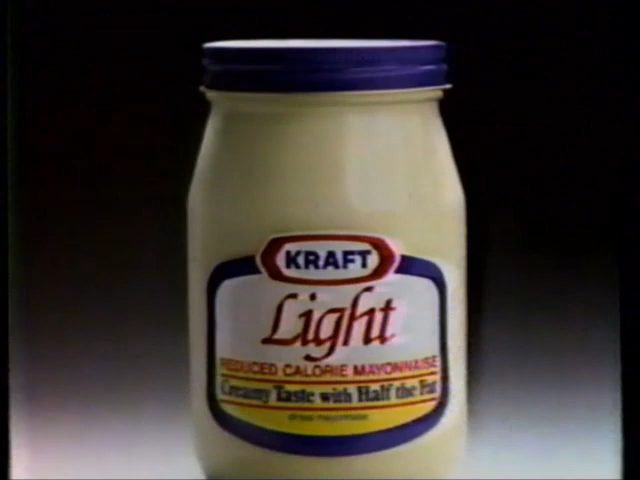 KRAFT
Light
REDUCED CALORIE MAYONNAISE
Creamy Taste with Half the Fat